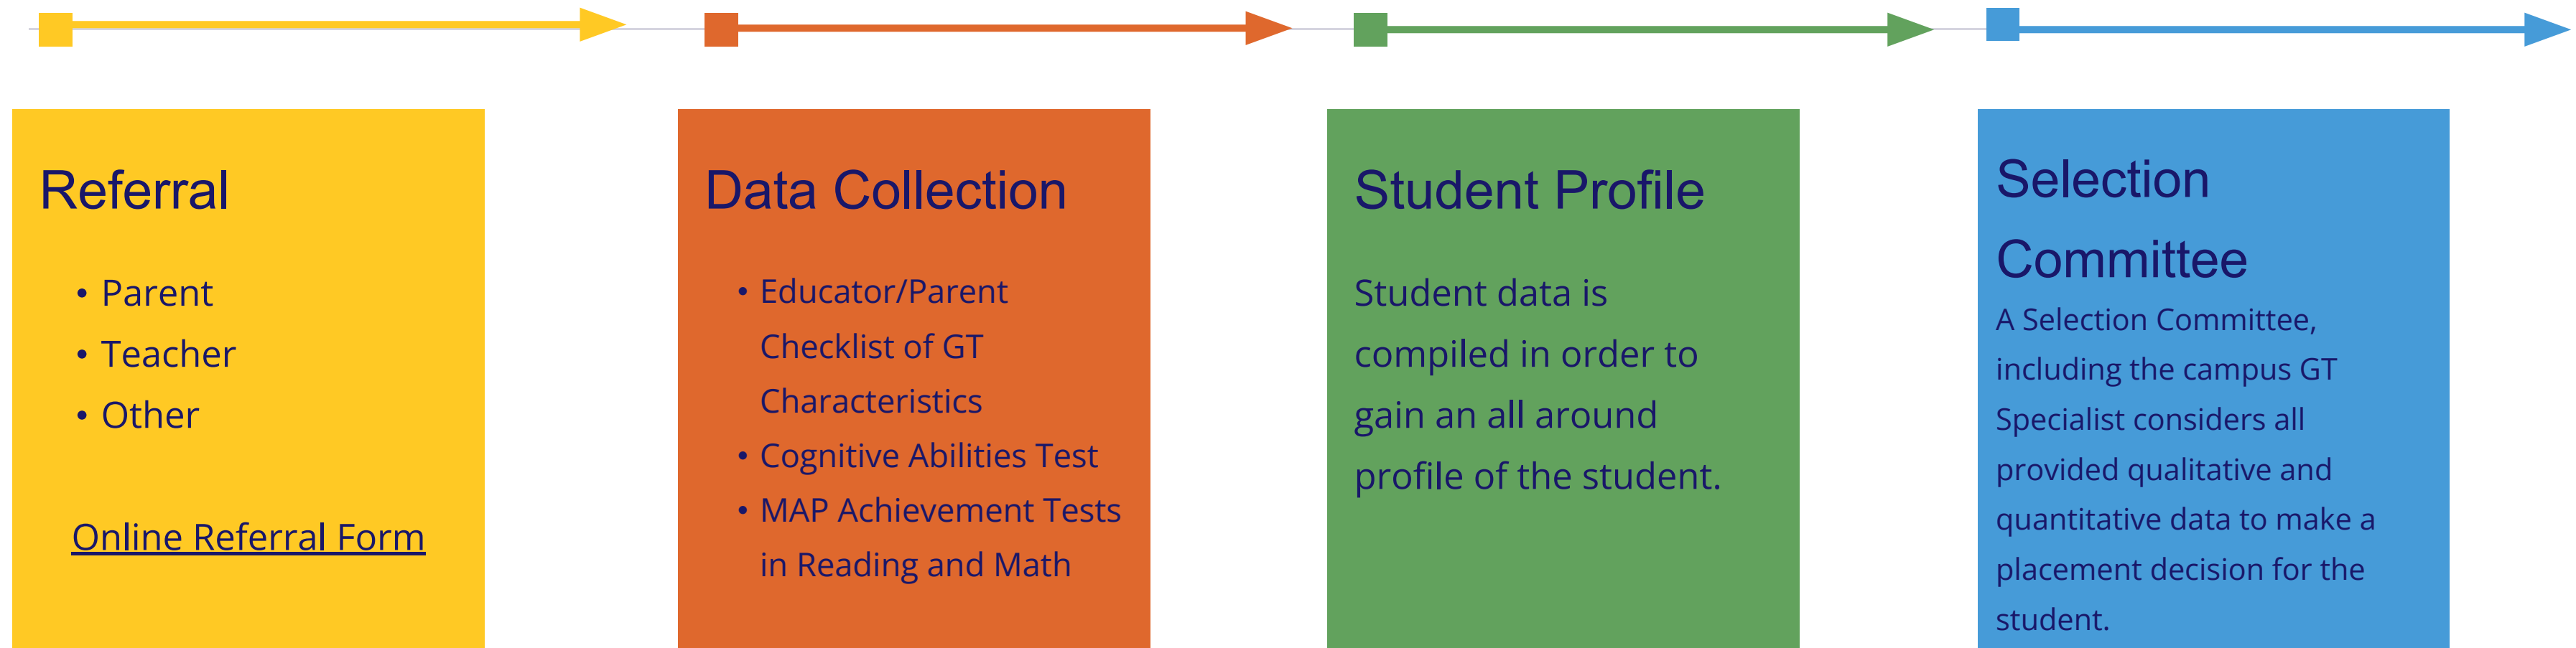 Referral
• Parent
• Teacher
• Other
Online Referral Form
Data Collection
• Educator/Parent
Checklist of GT
Characteristics
• Cognitive Abilities Test
• MAP Achievement Tests
in Reading and Math
Student Profile
Student data is
compiled in order to
gain an all around
profile of the student.
Selection
Committee
A Selection Committee,
including the campus GT
Specialist considers all
provided qualitative and
quantitative data to make a
placement decision for the
student.